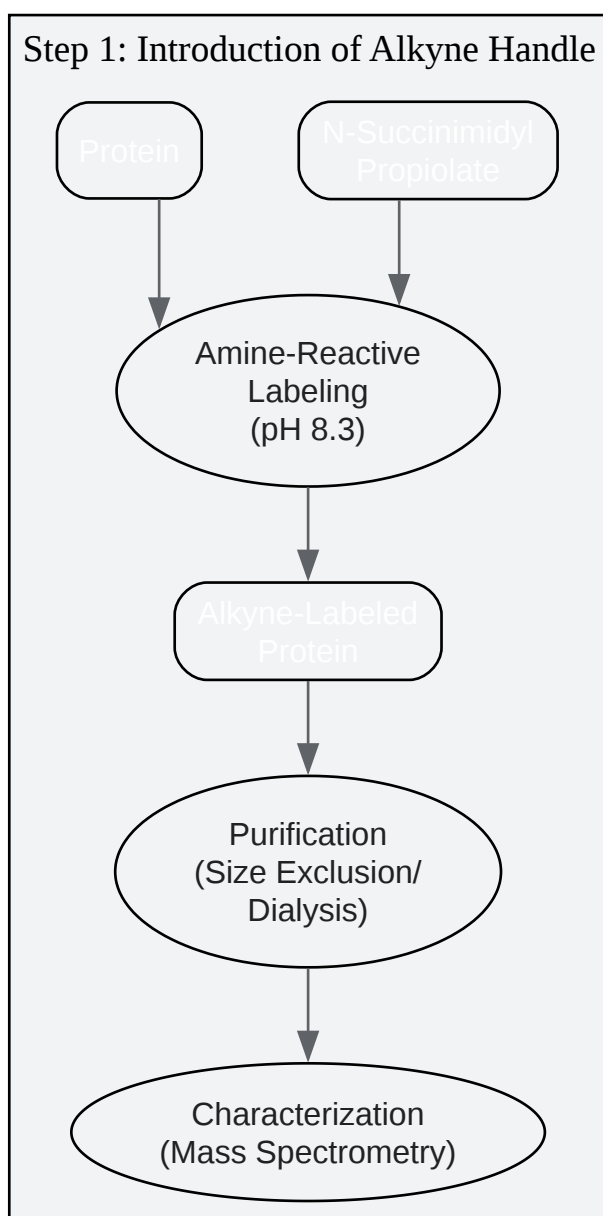 Step 1: Introduction of Alkyne Handle
Protein
N-Succinimidyl
Propiolate
Amine-Reactive
Labeling
(pH 8.3)
Alkyne-Labeled
Protein
Purification
(Size Exclusion/
Dialysis)
Characterization
(Mass Spectrometry)